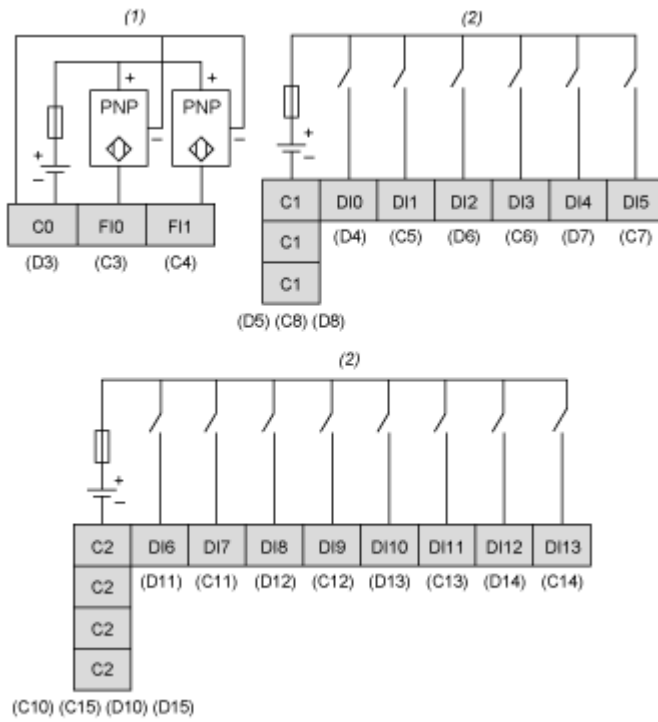 (1)
+ +
PNP PNP
+ − −
−
C0 FI0 FI1
(D3) (C3) (C4)
(2)
+
−
C1 DI0 DI1 DI2 DI3 DI4 DI5
(D4) (C5) (D6) (C6) (D7) (C7)
C1
C1
(D5) (C8) (D8)
(2)
+
−
C2 DI6 DI7 DI8 DI9 DI10 DI11 DI12 DI13
(D11) (C11) (D12) (C12) (D13) (C13) (D14) (C14)
C2
C2
C2
(C10) (C15) (D10) (D15)